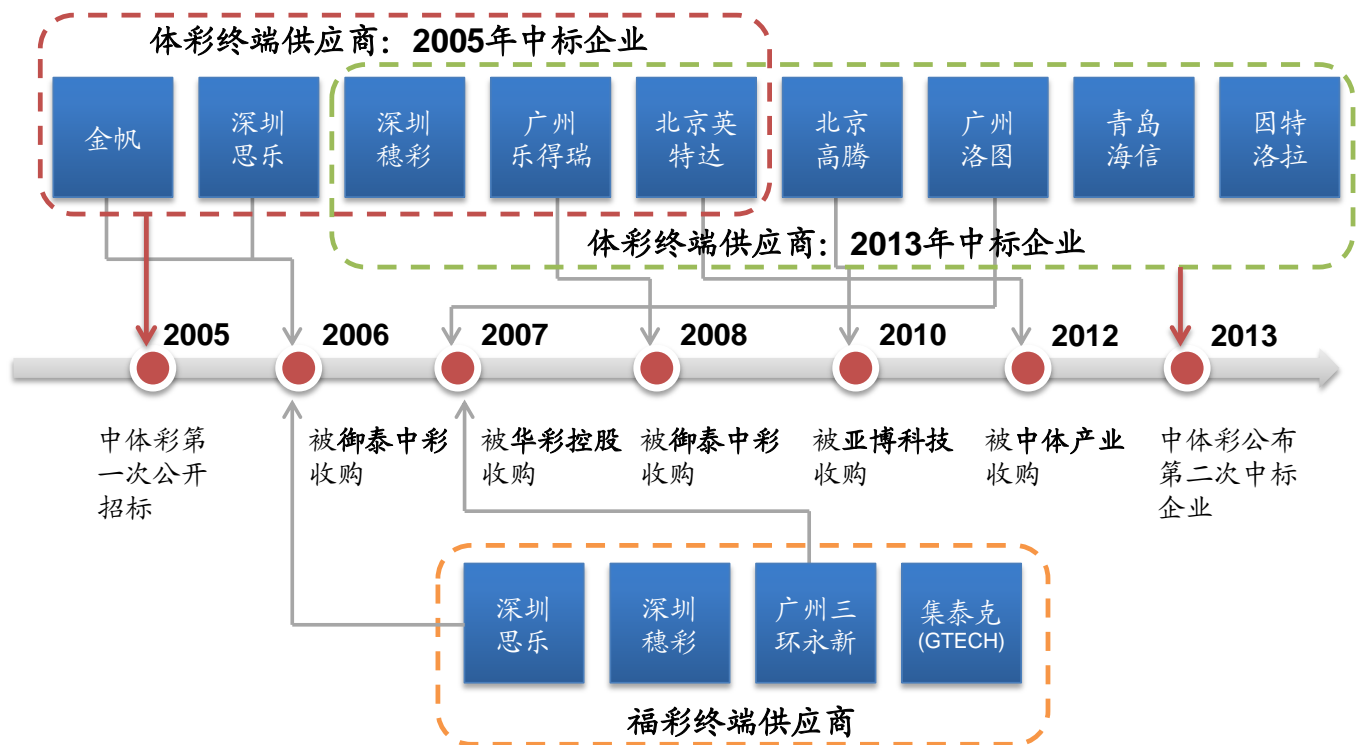 体彩终端供应商：2005年中标企业
金帆
深圳
思乐
深圳
穗彩
广州
乐得瑞
北京英
特达
北京
高腾
广州
洛图
青岛
海信
因特
洛拉
体彩终端供应商：2013年中标企业
2005
2006
2007
2008
2010
2012
2013
中体彩第
一次公开
招标
被御泰中彩
收购
被华彩控股
收购
被御泰中彩
收购
被亚博科技
收购
被中体产业
收购
中体彩公布
第二次中标
企业
深圳
思乐
深圳
穗彩
广州三
环永新
集泰克
(GTECH)
福彩终端供应商